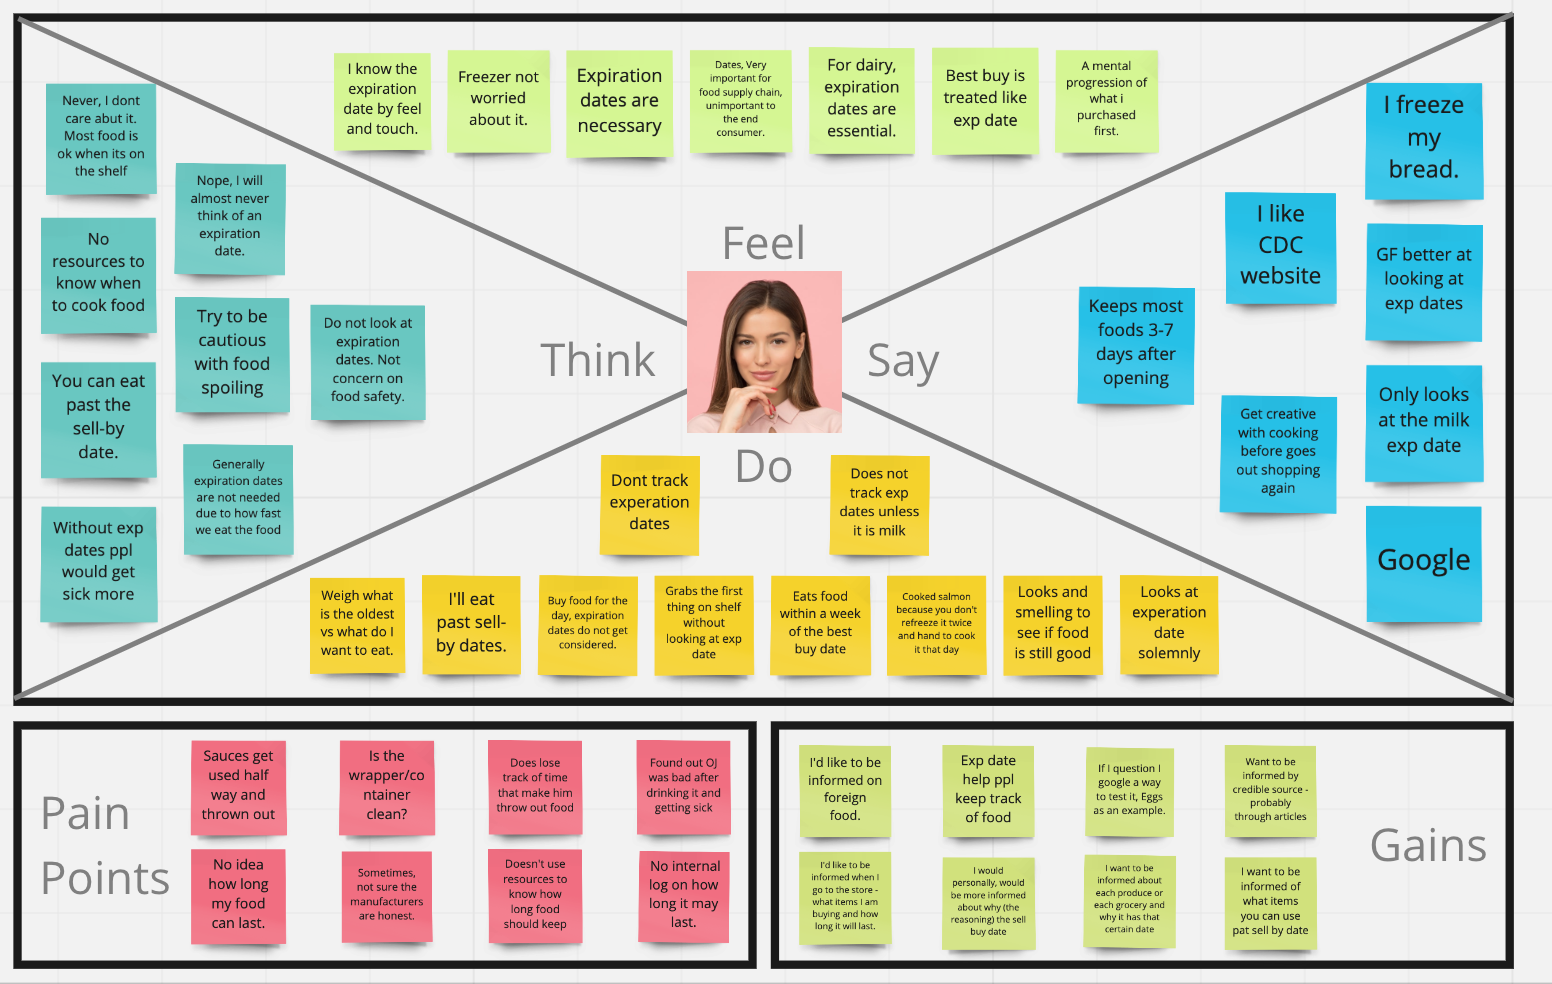 I know the
expiration
date by feel
and touch.
Freezer not
worried
about it.
Expiration
dates are
necessary
Dates, Very
important for
food supply chain,
unimportant to
the end
consumer.
For dairy,
expiration
dates are
essential.
Best buy is
treated like
exp date
A mental
progression of
what i
purchased
first.
Feel
Never, I dont
care abut it.
Most food is
ok when its on
the shelf
Nope, I will
almost never
think of an
expiration
date.
No
resources to
know when
to cook food
Try to be
cautious
with food
spoiling
Do not look at
expiration
dates. Not
concern on
food safety.
You can eat
past the
sell-by
date.
Generally
expiration dates
are not needed
due to how fast
we eat the food
Without exp
dates ppl
would get
sick more
Think
Say
I freeze
my
bread.
I like
CDC
website
GF better at
looking at
exp dates
Keeps most
foods 3-7
days after
opening
Only looks
at the milk
exp date
Get creative
with cooking
before goes
out shopping
again
Google
Do
Dont track
experation
dates
Does not
track exp
dates unless
it is milk
Weigh what
is the oldest
vs what do I
want to eat.
I'll eat
past sell-
by dates.
Buy food for the
day, expiration
dates do not get
considered.
Grabs the first
thing on shelf
without
looking at exp
date
Eats food
within a week
of the best
buy date
Cooked salmon
because you don't
refreeze it twice
and hand to cook
it that day
Looks and
smelling to
see if food
is still good
Looks at
experation
date
solemnly
Pain
Points
Sauces get
used half
way and
thrown out
Is the
wrapper/co
ntainer
clean?
Does lose
track of time
that make him
throw out food
Found out OJ
was bad after
drinking it and
getting sick
No idea
how long
my food
can last.
Sometimes,
not sure the
manufacturers
are honest.
Doesn't use
resources to
know how
long food
should keep
No internal
log on how
long it may
last.
I'd like to be
informed on
foreign
food.
Exp date
help ppl
keep track
of food
If I question I
google a way
to test it, Eggs
as an example.
Want to be
informed by
credible source -
probably
through articles
I'd like to be
informed when I
go to the store -
what items I am
buying and how
long it will last.
I would
personally, would
be more informed
about why (the
reasoning) the sell
buy date
I want to be
informed about
each produce or
each grocery and
why it has that
certain date
I want to be
informed of
what items
you can use
pat sell by date
Gains